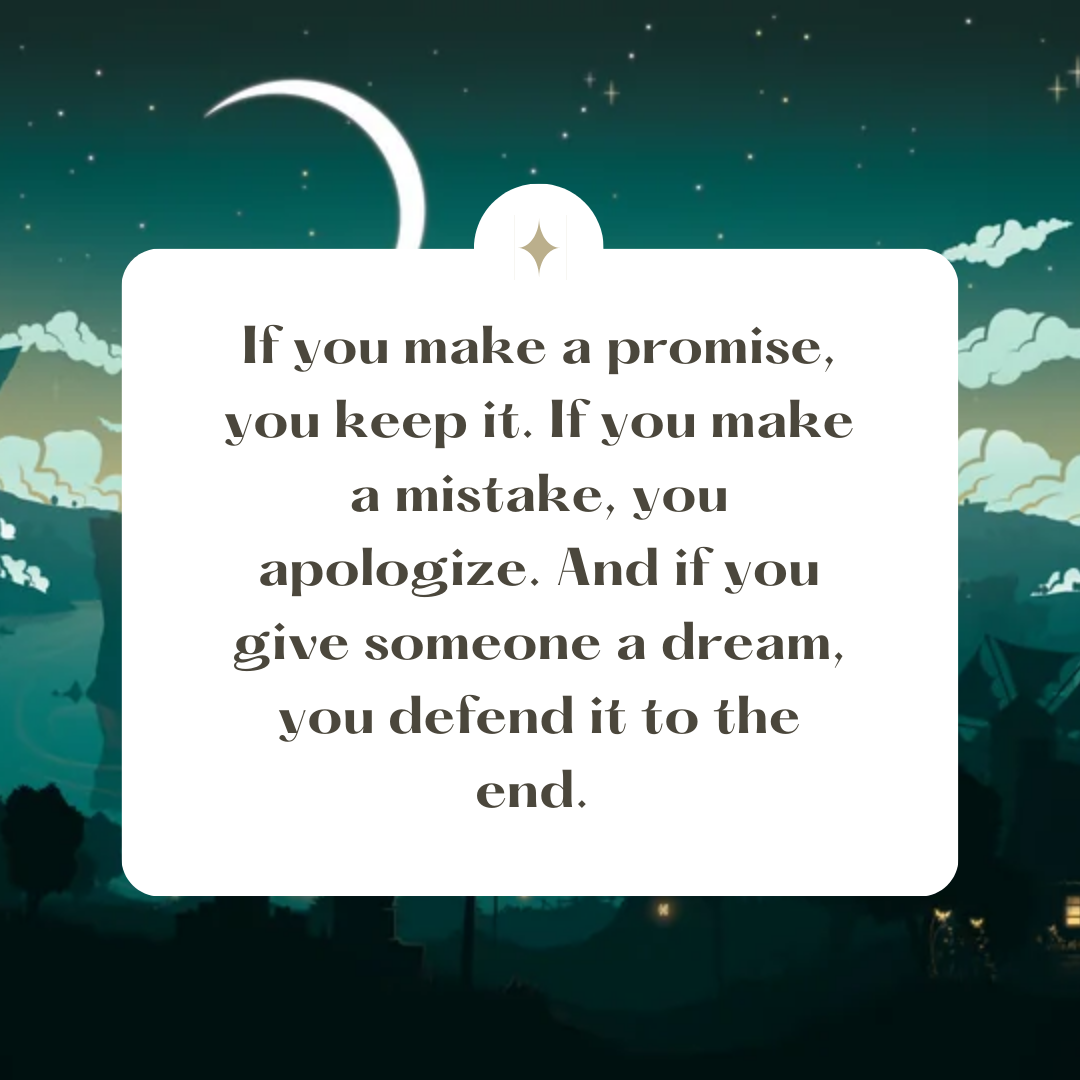 If you make a promise,
you keep it. If you make
a mistake, you
apologize. And if you
give someone a dream,
you defend it to the
end.